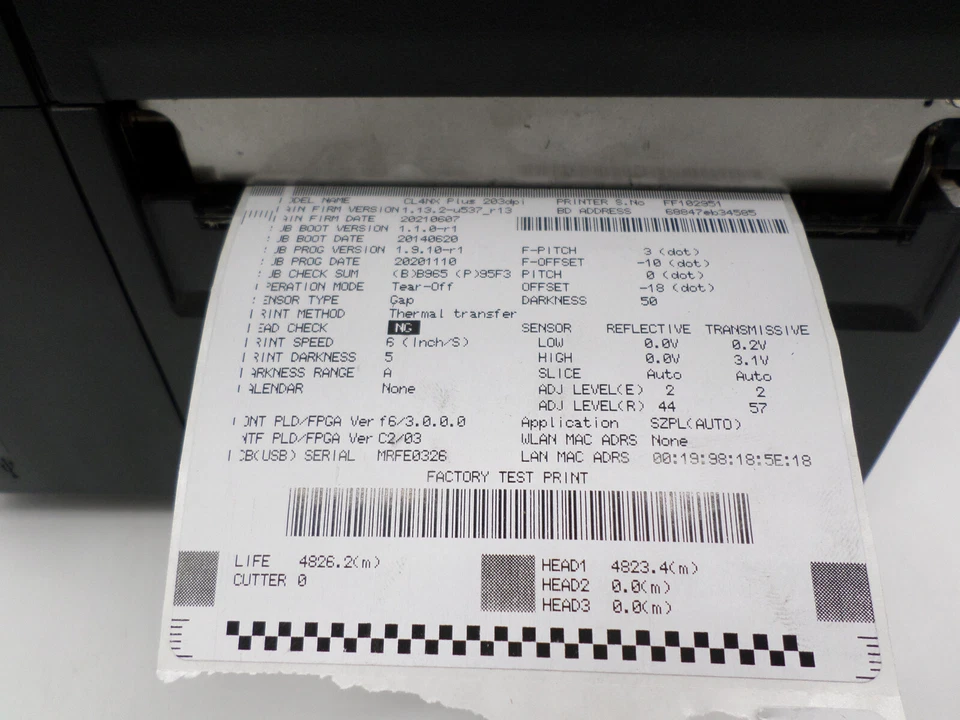 ODEL NAME CL4NX Plus 203dpi PRINTER S.No FF102951
AIN FIRM VERSION 1.13.2-u537_r13 BD ADDRESS
AIN FIRM DATE 20210607
UB BOOT VERSION 1.1.0-r1
UB BOOT DATE 20140620
UB PROG VERSION 1.9.10-r1 F-PITCH 3 (dot)
UB PROG DATE 20201110 F-OFFSET -10 (dot)
UB CHECK SUM (B)B965 (P)95F3 PITCH 0 (dot)
PERATION MODE Tear-Off OFFSET -18 (dot)
ENSOR TYPE Gap DARKNESS 50
RINT METHOD Thermal transfer
EAD CHECK NG SENSOR REFLECTIVE TRANSMISSIVE
RINT SPEED 6 (Inch/S) LOW 0.0V 0.2V
RINT DARKNESS 5 HIGH 0.0V 3.1V
ARKNESS RANGE A SLICE Auto Auto
ALENDAR None ADJ LEVEL(E) 2 2
ADJ LEVEL(R) 44 57
ONT PLD/FPGA Ver f6/3.0.0.0 Application SZPL(AUTO)
NTF PLD/FPGA Ver C2/03 WLAN MAC ADRS None
CB(USB) SERIAL MRFE0326 LAN MAC ADRS 00:19:98:18:5E:18
FACTORY TEST PRINT
LIFE 4826.2(m) HEAD1 4823.4(m)
CUTTER 0 HEAD2 0.0(m)
HEAD3 0.0(m)